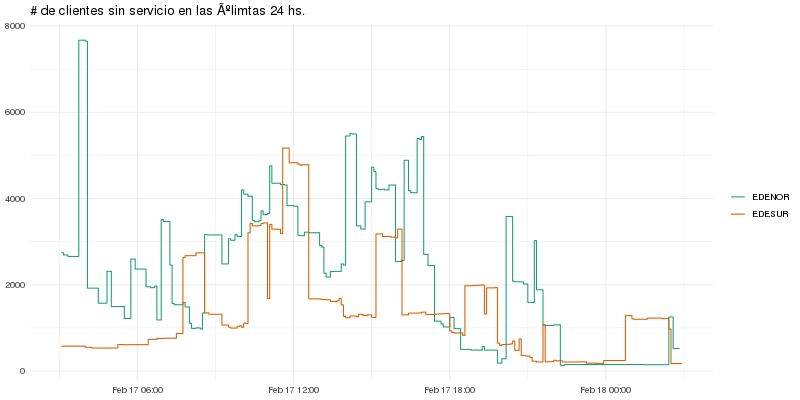 # de clientes sin servicio en las Ãºlimtas 24 hs.
8000
6000
4000
2000
0
Feb 17 06:00
Feb 17 12:00
Feb 17 18:00
Feb 18 00:00
EDENOR
EDESUR